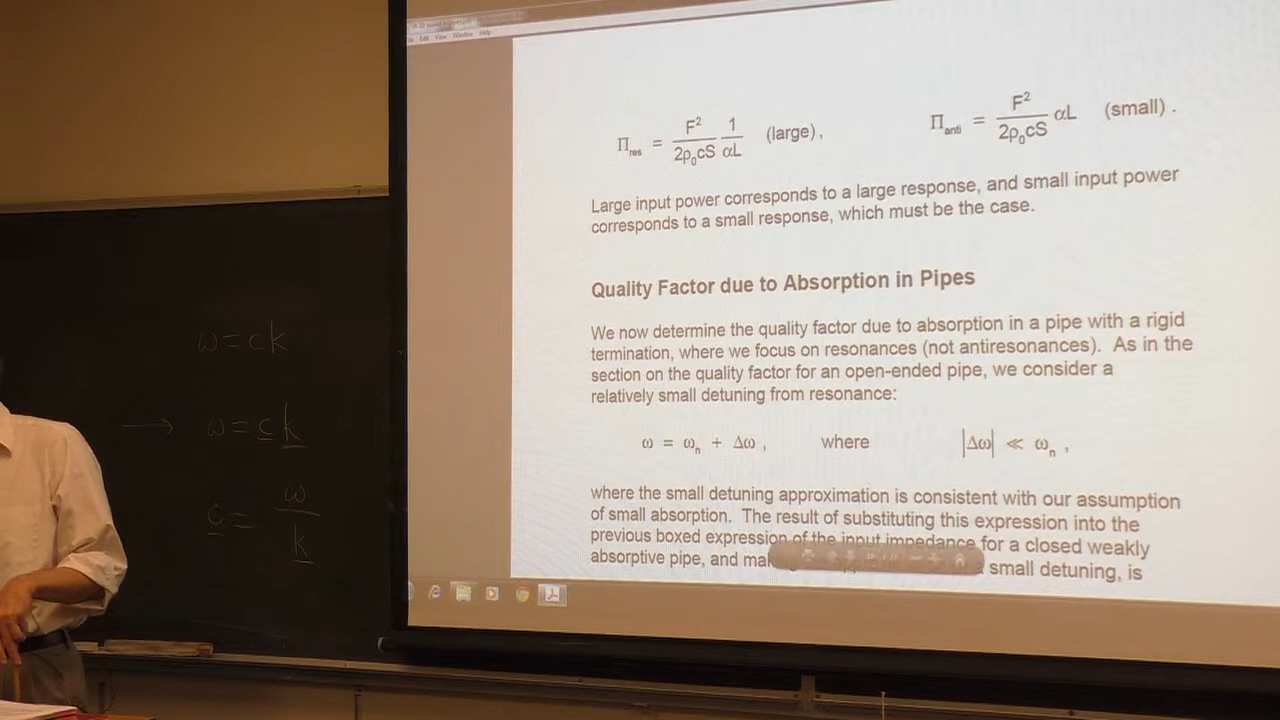 Edit View Window Help
Π_res = F²/2ρ₀cS 1/αL (large) , Π_anti = F²/2ρ₀cS αL (small) .
Large input power corresponds to a large response, and small input power
corresponds to a small response, which must be the case.
Quality Factor due to Absorption in Pipes
We now determine the quality factor due to absorption in a pipe with a rigid
termination, where we focus on resonances (not antiresonances). As in the
section on the quality factor for an open-ended pipe, we consider a
relatively small detuning from resonance:
ω = ω_n + Δω , where |Δω| ≪ ω_n ,
where the small detuning approximation is consistent with our assumption
of small absorption. The result of substituting this expression into the
previous boxed expression of the input impedance for a closed weakly
absorptive pipe, and small detuning, is
ω = ck
→ ω = c k
c = ω/k